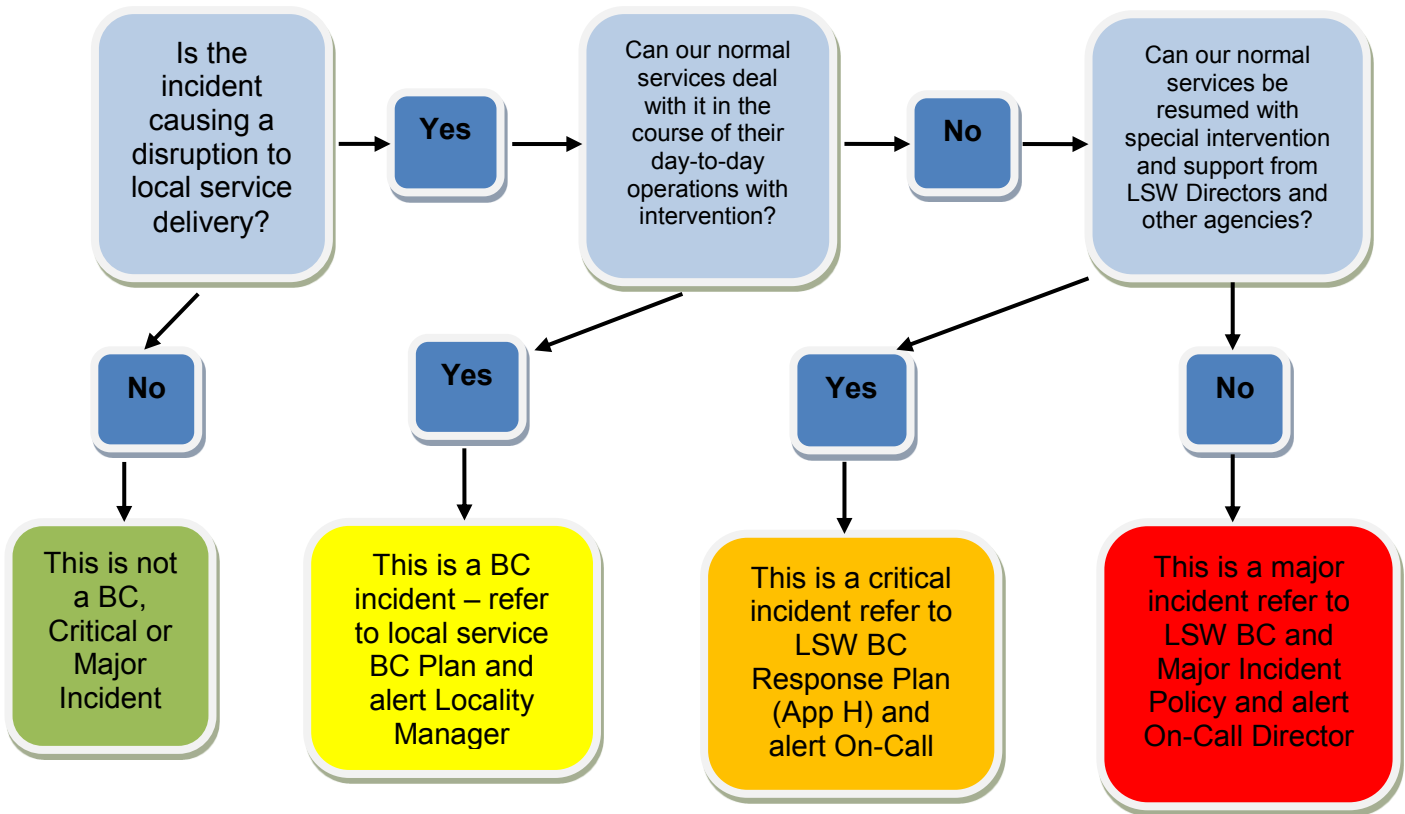 Is the
incident
causing a
disruption to
local service
delivery?
Yes
Can our normal
services deal
with it in the
course of their
day-to-day
operations with
intervention?
No
Can our normal
services be
resumed with
special intervention
and support from
LSW Directors and
other agencies?
No
Yes
Yes
No
This is not
a BC,
Critical or
Major
Incident
This is a BC
incident – refer
to local service
BC Plan and
alert Locality
Manager
This is a critical
incident refer to
LSW BC
Response Plan
(App H) and
alert On-Call
This is a major
incident refer to
LSW BC and
Major Incident
Policy and alert
On-Call Director